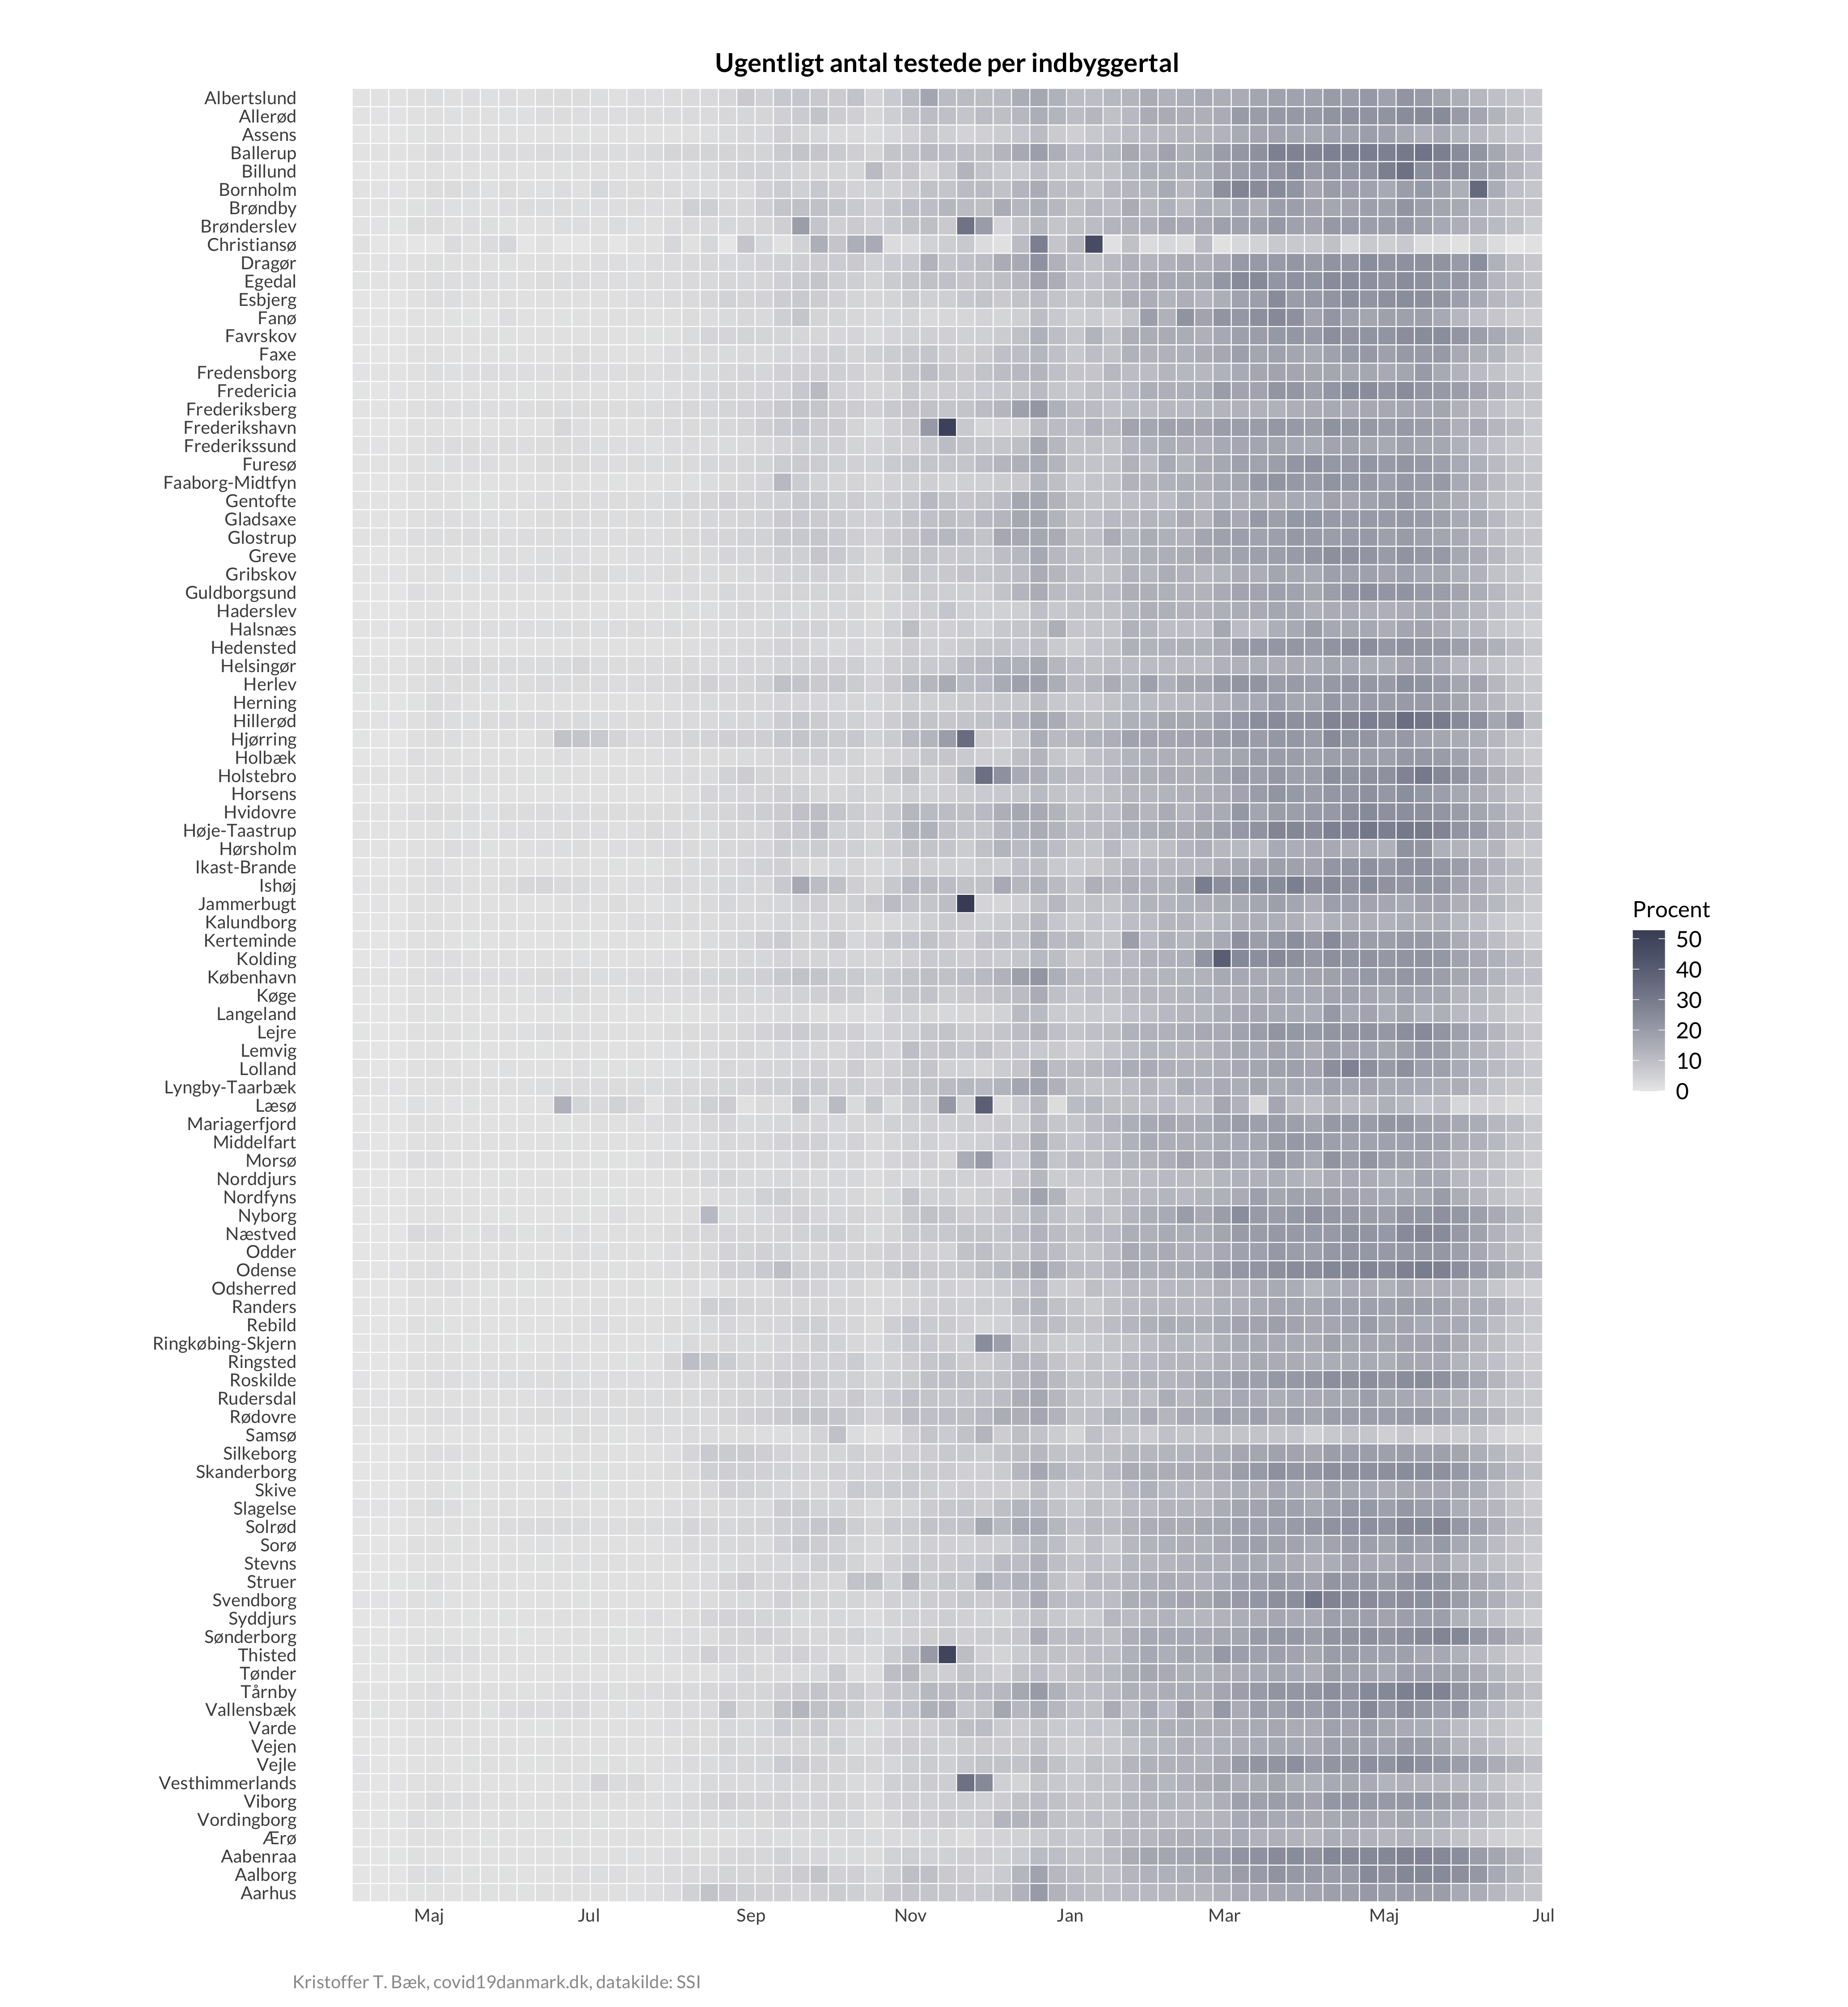 Ugentligt antal testede per indbyggertal
Albertslund
Allerød
Assens
Ballerup
Billund
Bornholm
Brøndby
Brønderslev
Christiansø
Dragør
Egedal
Esbjerg
Fanø
Favrskov
Faxe
Fredensborg
Fredericia
Frederiksberg
Frederikshavn
Frederikssund
Furesø
Faaborg-Midtfyn
Gentofte
Gladsaxe
Glostrup
Greve
Gribskov
Guldborgsund
Haderslev
Halsnæs
Hedensted
Helsingør
Herlev
Herning
Hillerød
Hjørring
Holbæk
Holstebro
Horsens
Hvidovre
Høje-Taastrup
Hørsholm
Ikast-Brande
Ishøj
Jammerbugt
Kalundborg
Kerteminde
Kolding
København
Køge
Langeland
Lejre
Lemvig
Lolland
Lyngby-Taarbæk
Læsø
Mariagerfjord
Middelfart
Morsø
Norddjurs
Nordfyns
Nyborg
Næstved
Odder
Odense
Odsherred
Randers
Rebild
Ringkøbing-Skjern
Ringsted
Roskilde
Rudersdal
Rødovre
Samsø
Silkeborg
Skanderborg
Skive
Slagelse
Solrød
Sorø
Stevns
Struer
Svendborg
Syddjurs
Sønderborg
Thisted
Tønder
Tårnby
Vallensbæk
Varde
Vejen
Vejle
Vesthimmerlands
Viborg
Vordingborg
Ærø
Aabenraa
Aalborg
Aarhus
Maj Jul Sep Nov Jan Mar Maj Jul
Procent
50
40
30
20
10
0
Kristoffer T. Bæk, covid19danmark.dk, datakilde: SSI